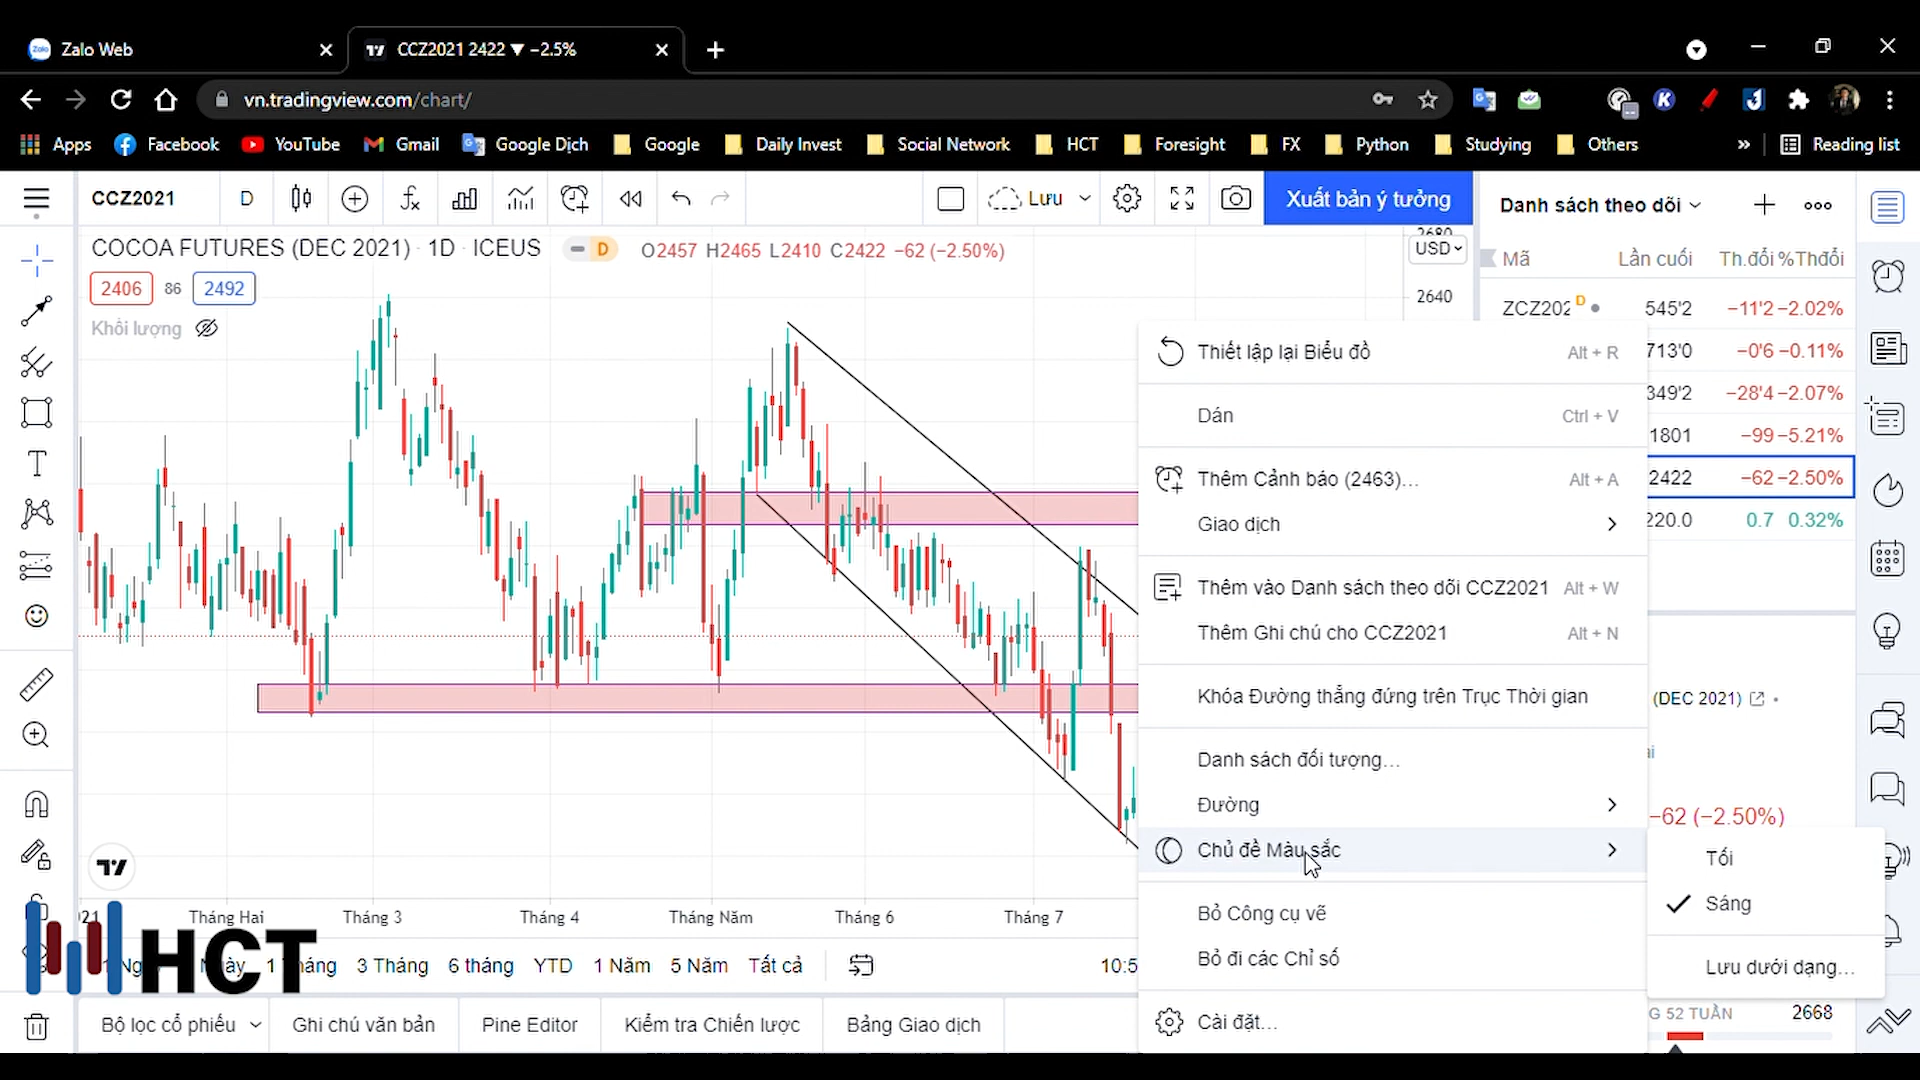 Zalo Web
CCZ2021 2422 ▼ −2.5%
vn.tradingview.com/chart/
Apps Facebook YouTube Gmail Google Dịch Google Daily Invest Social Network HCT Foresight FX Python Studying Others » Reading list
CCZ2021 D Lưu Xuất bản ý tưởng
Danh sách theo dõi
COCOA FUTURES (DEC 2021) · 1D · ICEUS D O2457 H2465 L2410 C2422 −62 (−2.50%)
2680
USD
2406 86 2492
Khối lượng
2640
Mã Lần cuối Th.đổi %Thđổi
ZCZ202 D 545'2 −11'2 −2.02%
713'0 −0'6 −0.11%
349'2 −28'4 −2.07%
1801 −99 −5.21%
2422 −62 −2.50%
220.0 0.7 0.32%
(DEC 2021)
−62 (−2.50%)
52 TUẦN
2668
Thiết lập lại Biểu đồ Alt + R
Dán Ctrl + V
Thêm Cảnh báo (2463)... Alt + A
Giao dịch
Thêm vào Danh sách theo dõi CCZ2021 Alt + W
Thêm Ghi chú cho CCZ2021 Alt + N
Khóa Đường thẳng đứng trên Trục Thời gian
Danh sách đối tượng...
Đường
Chủ đề Màu sắc
Bỏ Công cụ vẽ
Bỏ đi các Chỉ số
Cài đặt...
Tối
Sáng
Lưu dưới dạng...
Tháng Hai Tháng 3 Tháng 4 Tháng Năm Tháng 6 Tháng 7
HCT
3 Tháng 6 tháng YTD 1 Năm 5 Năm Tất cả 10:5
Bộ lọc cổ phiếu Ghi chú văn bản Pine Editor Kiểm tra Chiến lược Bảng Giao dịch